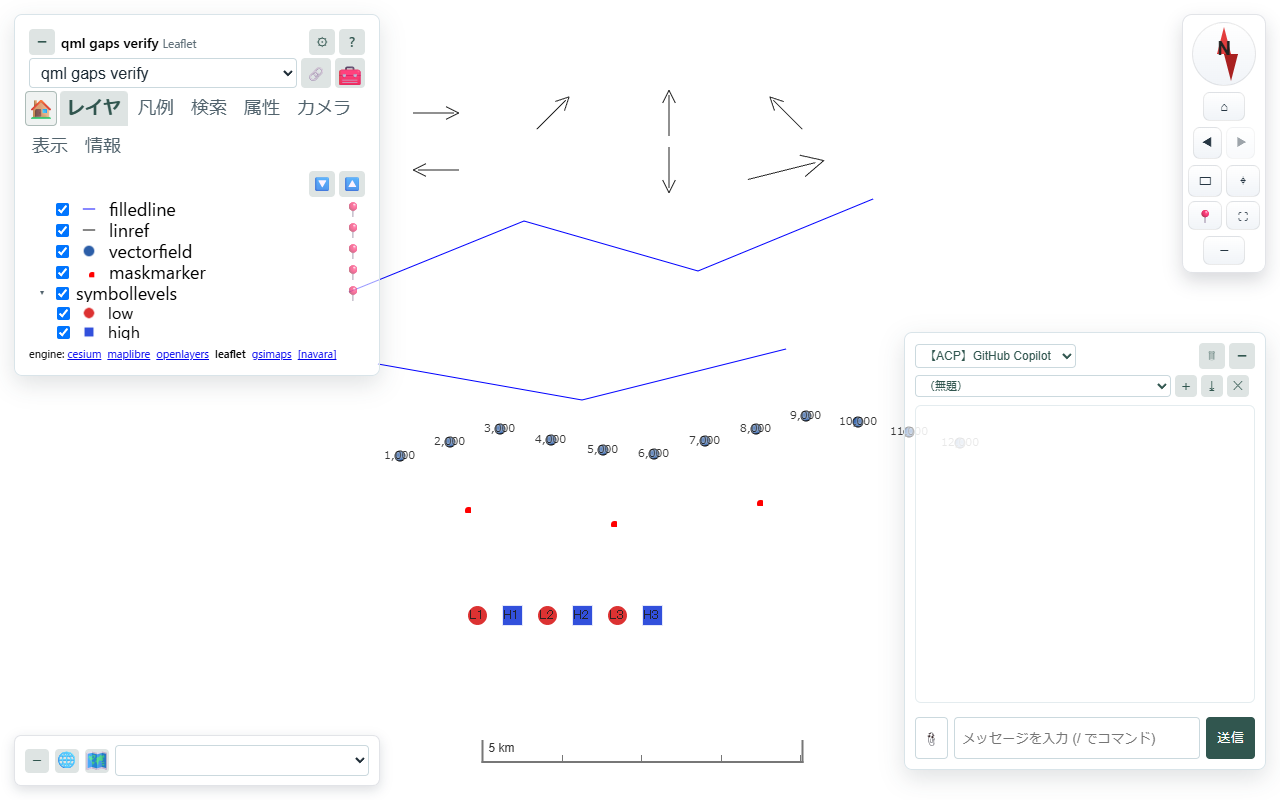 qml gaps verify Leaflet
?
qml gaps verify
レイヤ 凡例 検索 属性 カメラ
表示 情報
filledline
linref
vectorfield
maskmarker
symbollevels
low
high
engine: cesium maplibre openlayers leaflet gsimaps [navara]
N
【ACP】GitHub Copilot
（無題）
メッセージを入力 (/ でコマンド)
送信
1,000
2,000
3,000
4,000
5,000
6,000
7,000
8,000
9,000
10,000
11,000
12,000
L1 H1 L2 H2 L3 H3
5 km